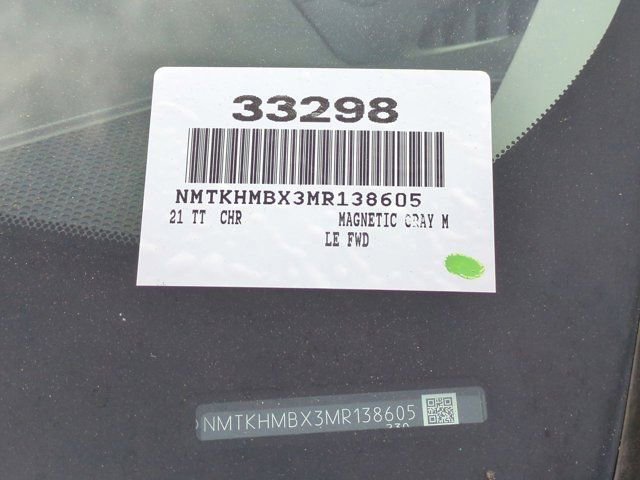 33298
NMTKHMBX3MR138605
21 TT CHR MAGNETIC GRAY M
LE FWD
NMTKHMBX3MR138605